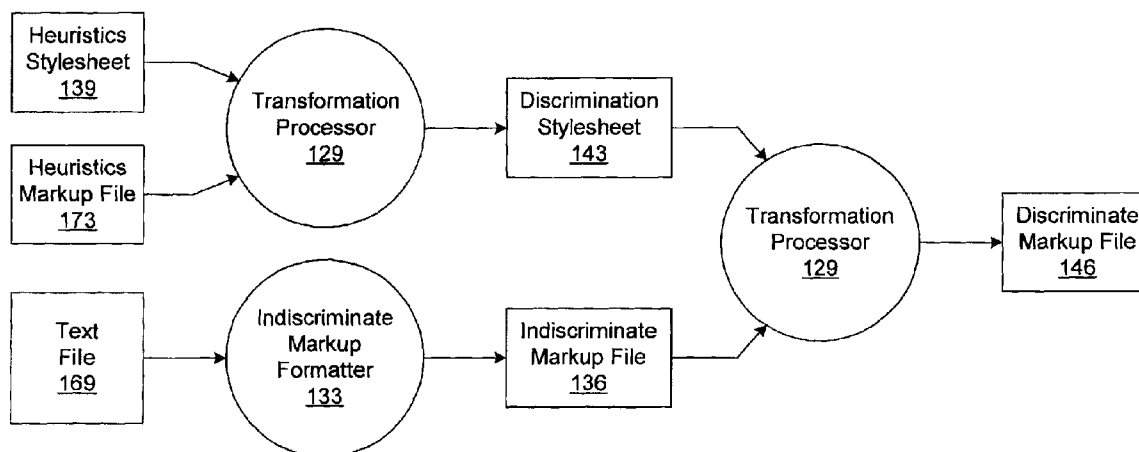 Heuristics
Stylesheet
139
Heuristics
Markup File
173
Text
File
169
Transformation
Processor
129
Indiscriminate
Markup
Formatter
133
Discrimination
Stylesheet
143
Indiscriminate
Markup File
136
Transformation
Processor
129
Discriminate
Markup File
146